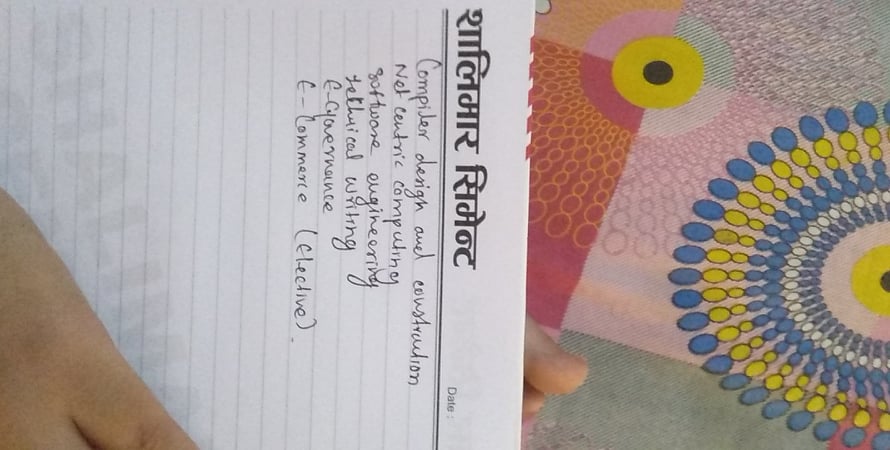 शालिमार सिमेन्ट
Date :
Compiler design and construction
Net centric computing
software engineering
technical writing
E-Governance
E-Commerce (Elective).